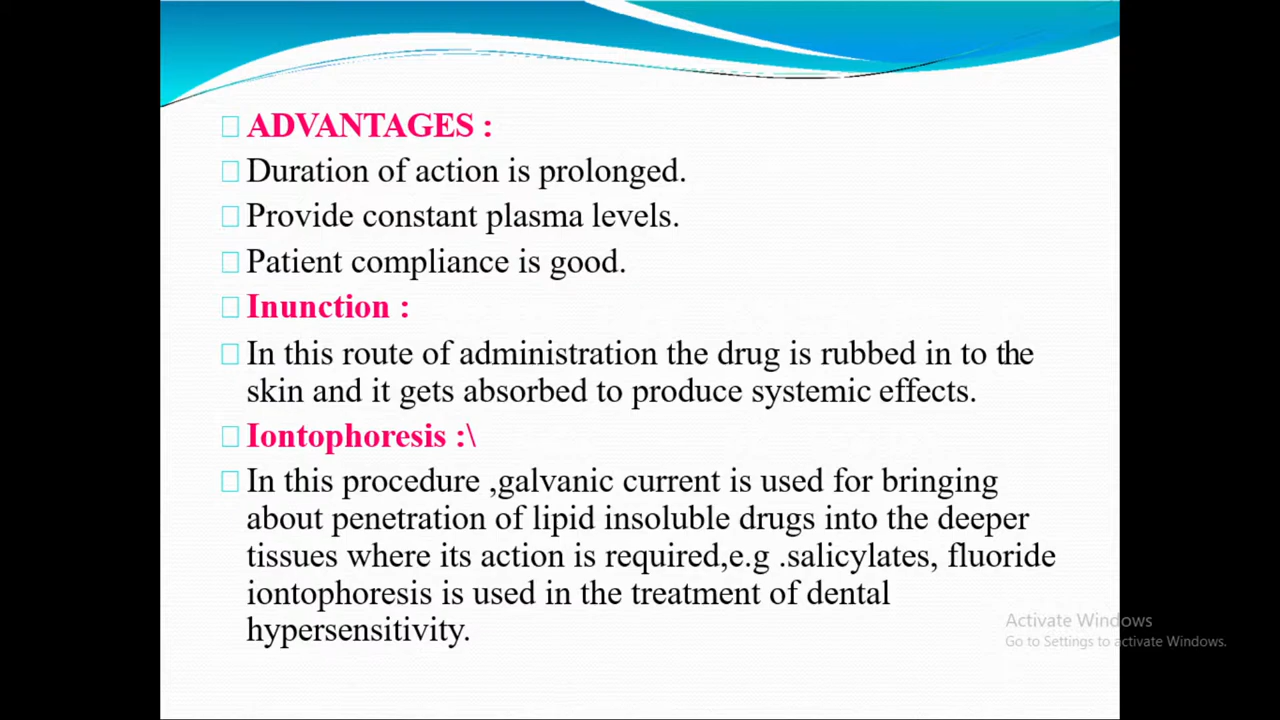 ADVANTAGES :
Duration of action is prolonged.
Provide constant plasma levels.
Patient compliance is good.
Inunction :
In this route of administration the drug is rubbed in to the
skin and it gets absorbed to produce systemic effects.
Iontophoresis :\
In this procedure ,galvanic current is used for bringing
about penetration of lipid insoluble drugs into the deeper
tissues where its action is required,e.g .salicylates, fluoride
iontophoresis is used in the treatment of dental
hypersensitivity.
Activate Windows
Go to Settings to activate Windows.